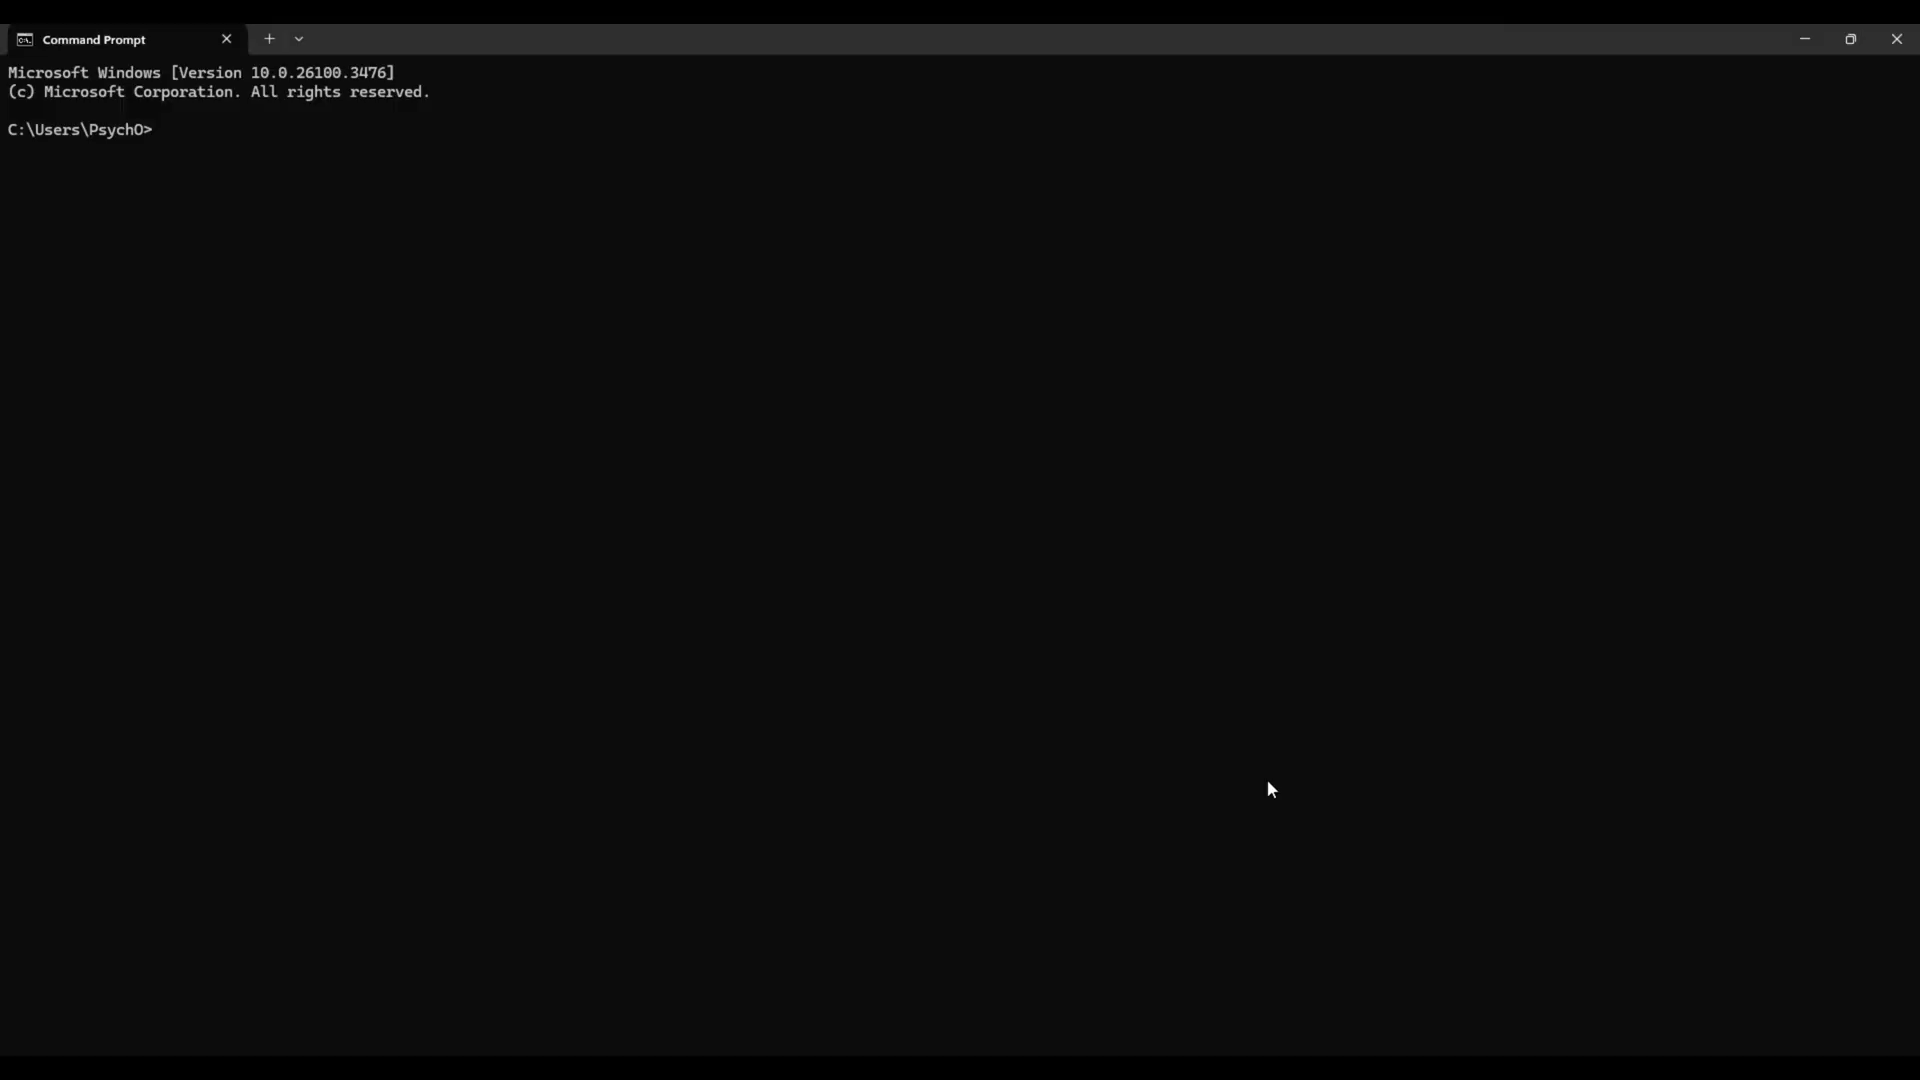 Command Prompt
Microsoft Windows [Version 10.0.26100.3476]
(c) Microsoft Corporation. All rights reserved.
C:\Users\PsychO>